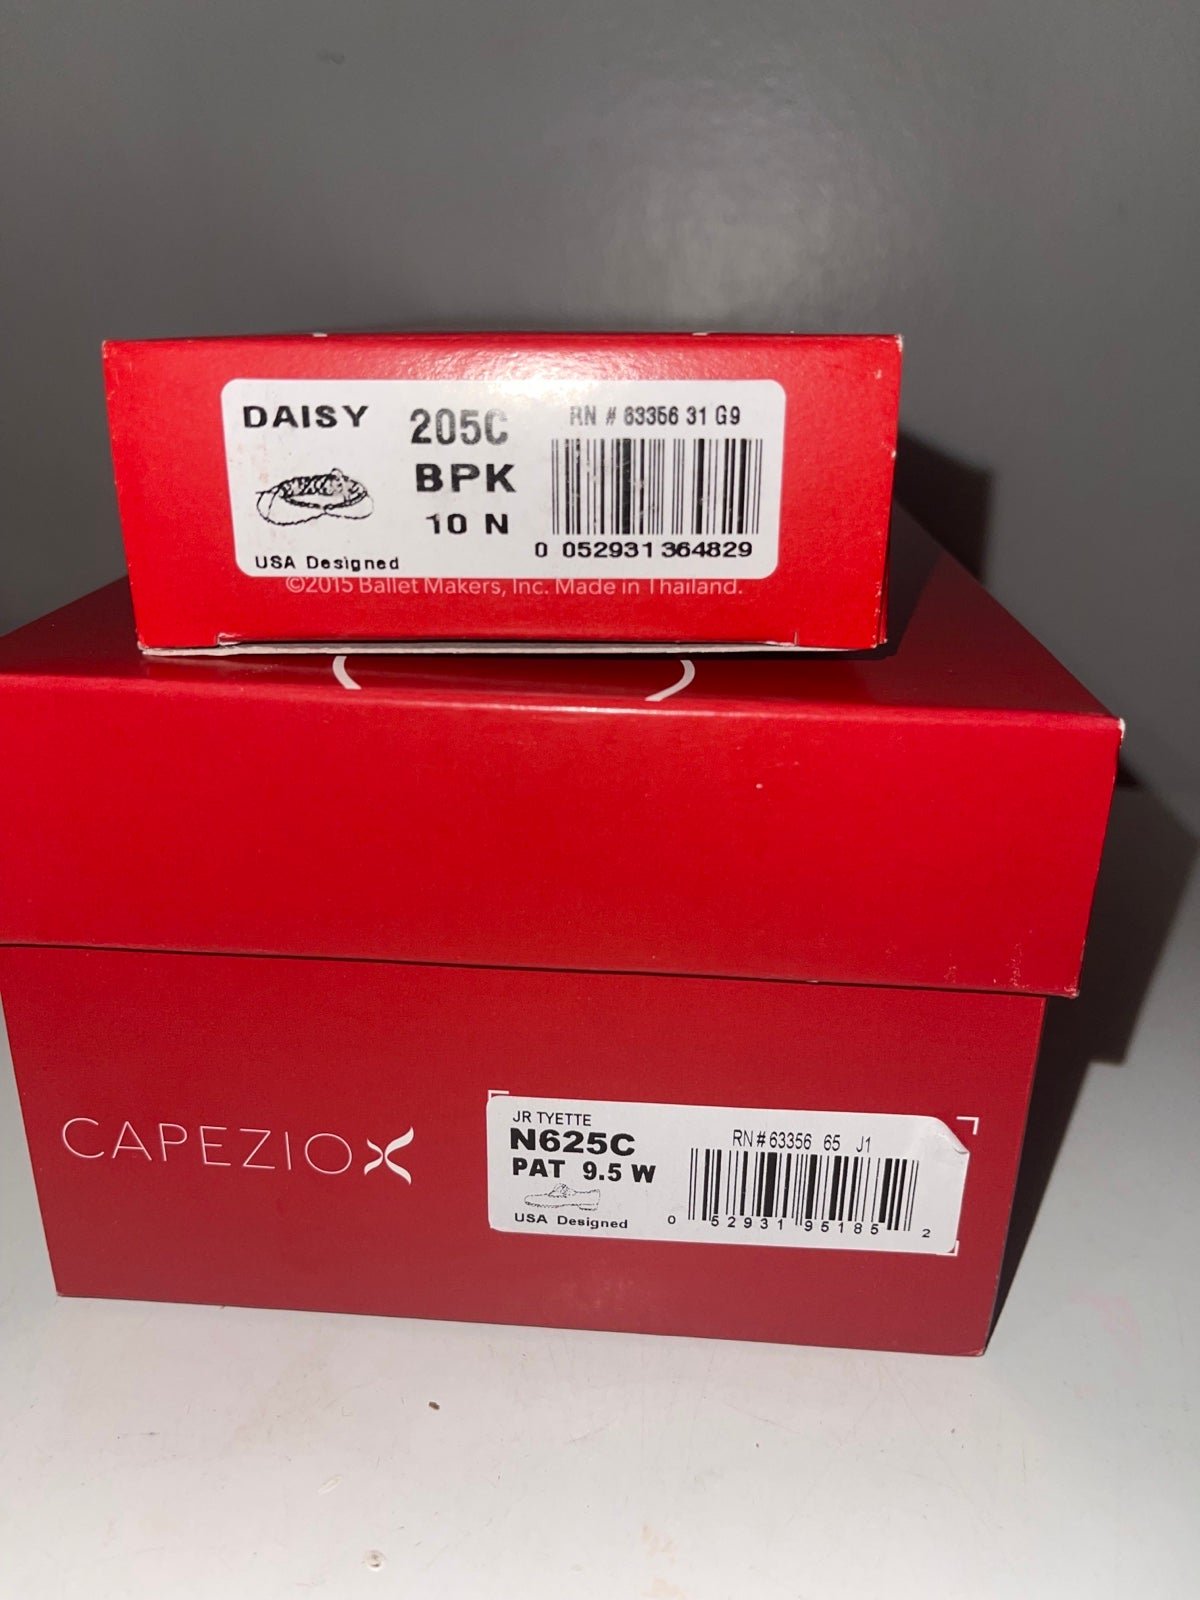 DAISY 205C RN # 63356 31 G9
BPK
10 N
0 052931 364829
USA Designed
©2015 Ballet Makers, Inc. Made in Thailand.
CAPEZIO
JR TYETTE
N625C RN # 63356 65 J1
PAT 9.5 W
USA Designed
0 52931 95185 2